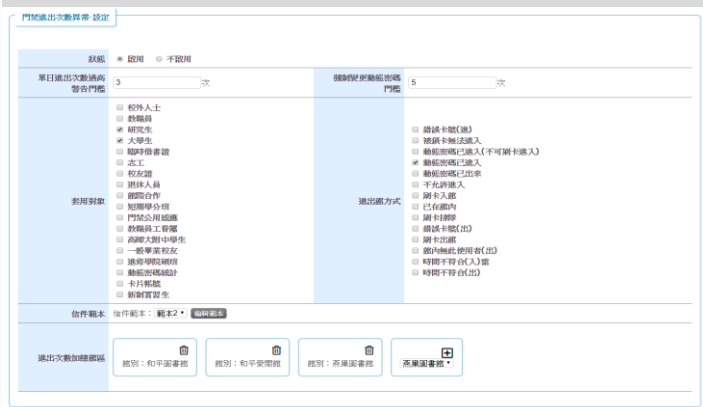 門禁進出次數異常-設定
狀態 啟用 不啟用
單日進出次數過高警告門檻 3 次
強制變更動態密碼門檻 5 次
套用對象
校外人士
教職員
研究生
大學生
臨時借書證
志工
校友證
退休人員
館際合作
短期學分班
門禁公用感應
教職員工眷屬
高師大附中學生
一般畢業校友
進修學院碩班
動態密碼統計
卡片帳號
新制實習生
進出館方式
錯誤卡號(進)
被鎖卡無法進入
動態密碼已進入(不可刷卡進入)
動態密碼已進入
動態密碼已出來
不允許進入
刷卡入館
已在館內
刷卡排隊
錯誤卡號(出)
刷卡出館
館內無此使用者(出)
時間不符合(入)當
時間不符合(出)
信件範本 信件範本：範本2 編輯範本
進出次數加總館區
館別：和平圖書館
館別：和平愛閱館
館別：燕巢圖書館
燕巢圖書館